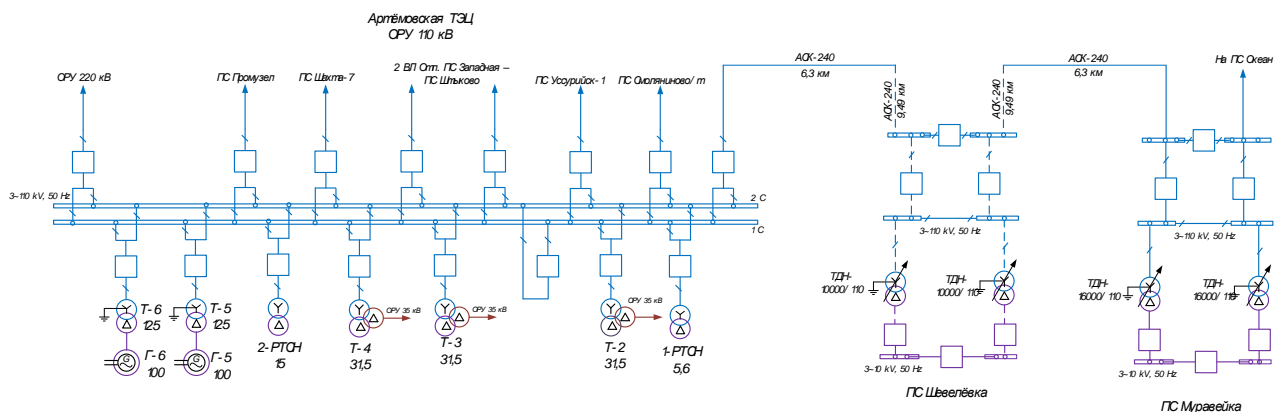 Артёмовская ТЭЦ
ОРУ 110 кВ
ОРУ 220 кВ
ПС Промузел
ПС Шахта-7
2 ВЛ Отп. ПС Западная –
ПС Штыково
ПС Уссурийск-1
ПС Смоляниново/т
АСК-240
6,3 км
АСК-240
9,49 км
АСК-240
9,49 км
АСК-240
6,3 км
На ПС Океан
3~110 kV, 50 Hz
2 С
1 С
3~110 kV, 50 Hz
3~110 kV, 50 Hz
ТДН-
10000/110
ТДН-
10000/110
ТДН-
16000/110
ТДН-
16000/110
Т-6
125
Т-5
125
2-РТСН
15
Т-4
31,5
ОРУ 35 кВ
Т-3
31,5
ОРУ 35 кВ
Т-2
31,5
ОРУ 35 кВ
1-РТСН
5,6
G
Г-6
100
G
Г-5
100
3~10 kV, 50 Hz
3~10 kV, 50 Hz
ПС Шевелёвка
ПС Муравейка